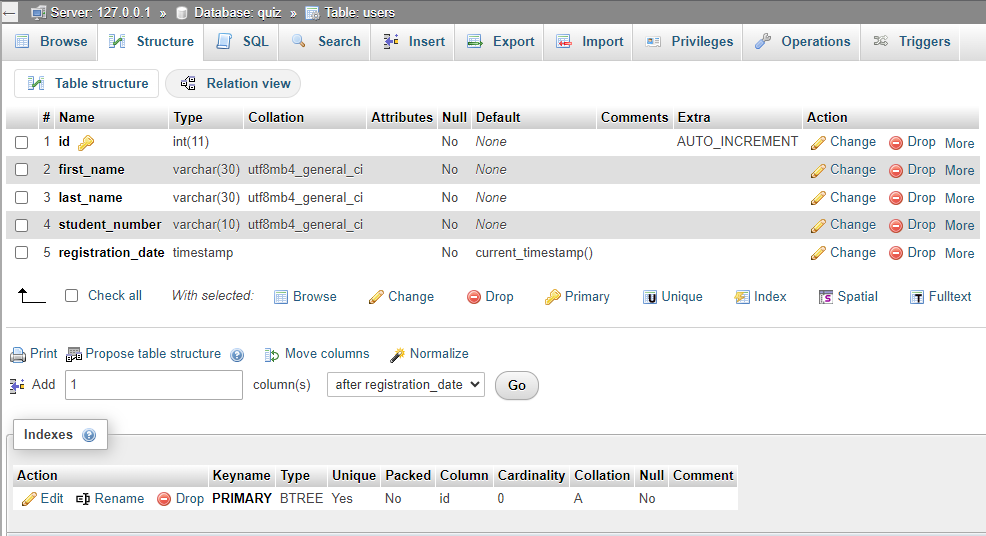 Server: 127.0.0.1 » Database: quiz » Table: users
Browse Structure SQL Search Insert Export Import Privileges Operations Triggers
Table structure Relation view
# Name Type Collation Attributes Null Default Comments Extra Action
1 id int(11) No None AUTO_INCREMENT Change Drop More
2 first_name varchar(30) utf8mb4_general_ci No None Change Drop More
3 last_name varchar(30) utf8mb4_general_ci No None Change Drop More
4 student_number varchar(10) utf8mb4_general_ci No None Change Drop More
5 registration_date timestamp No current_timestamp() Change Drop More
Check all With selected: Browse Change Drop Primary Unique Index Spatial Fulltext
Print Propose table structure Move columns Normalize
Add 1 column(s) after registration_date Go
Indexes
Action Keyname Type Unique Packed Column Cardinality Collation Null Comment
Edit Rename Drop PRIMARY BTREE Yes No id 0 A No